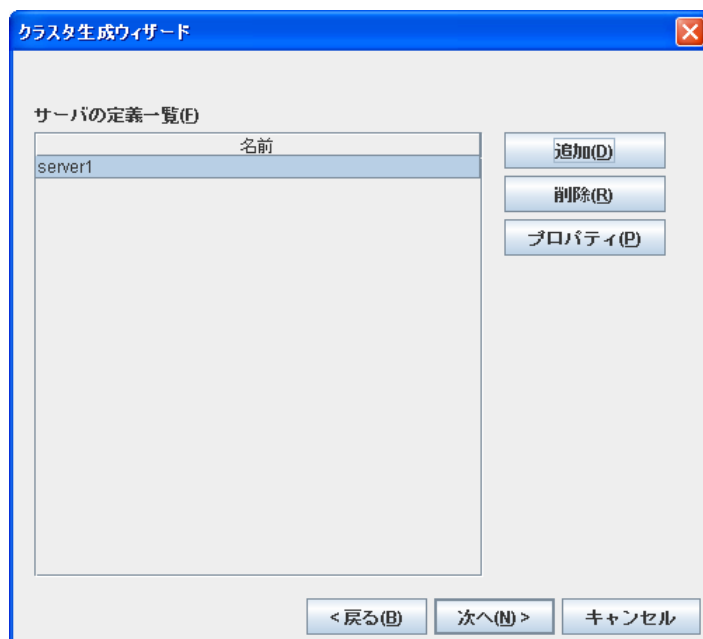 クラスタ生成ウィザード
サーバの定義一覧(F)
名前
server1
追加(D)
削除(R)
プロパティ(P)
< 戻る(B)
次へ(N) >
キャンセル